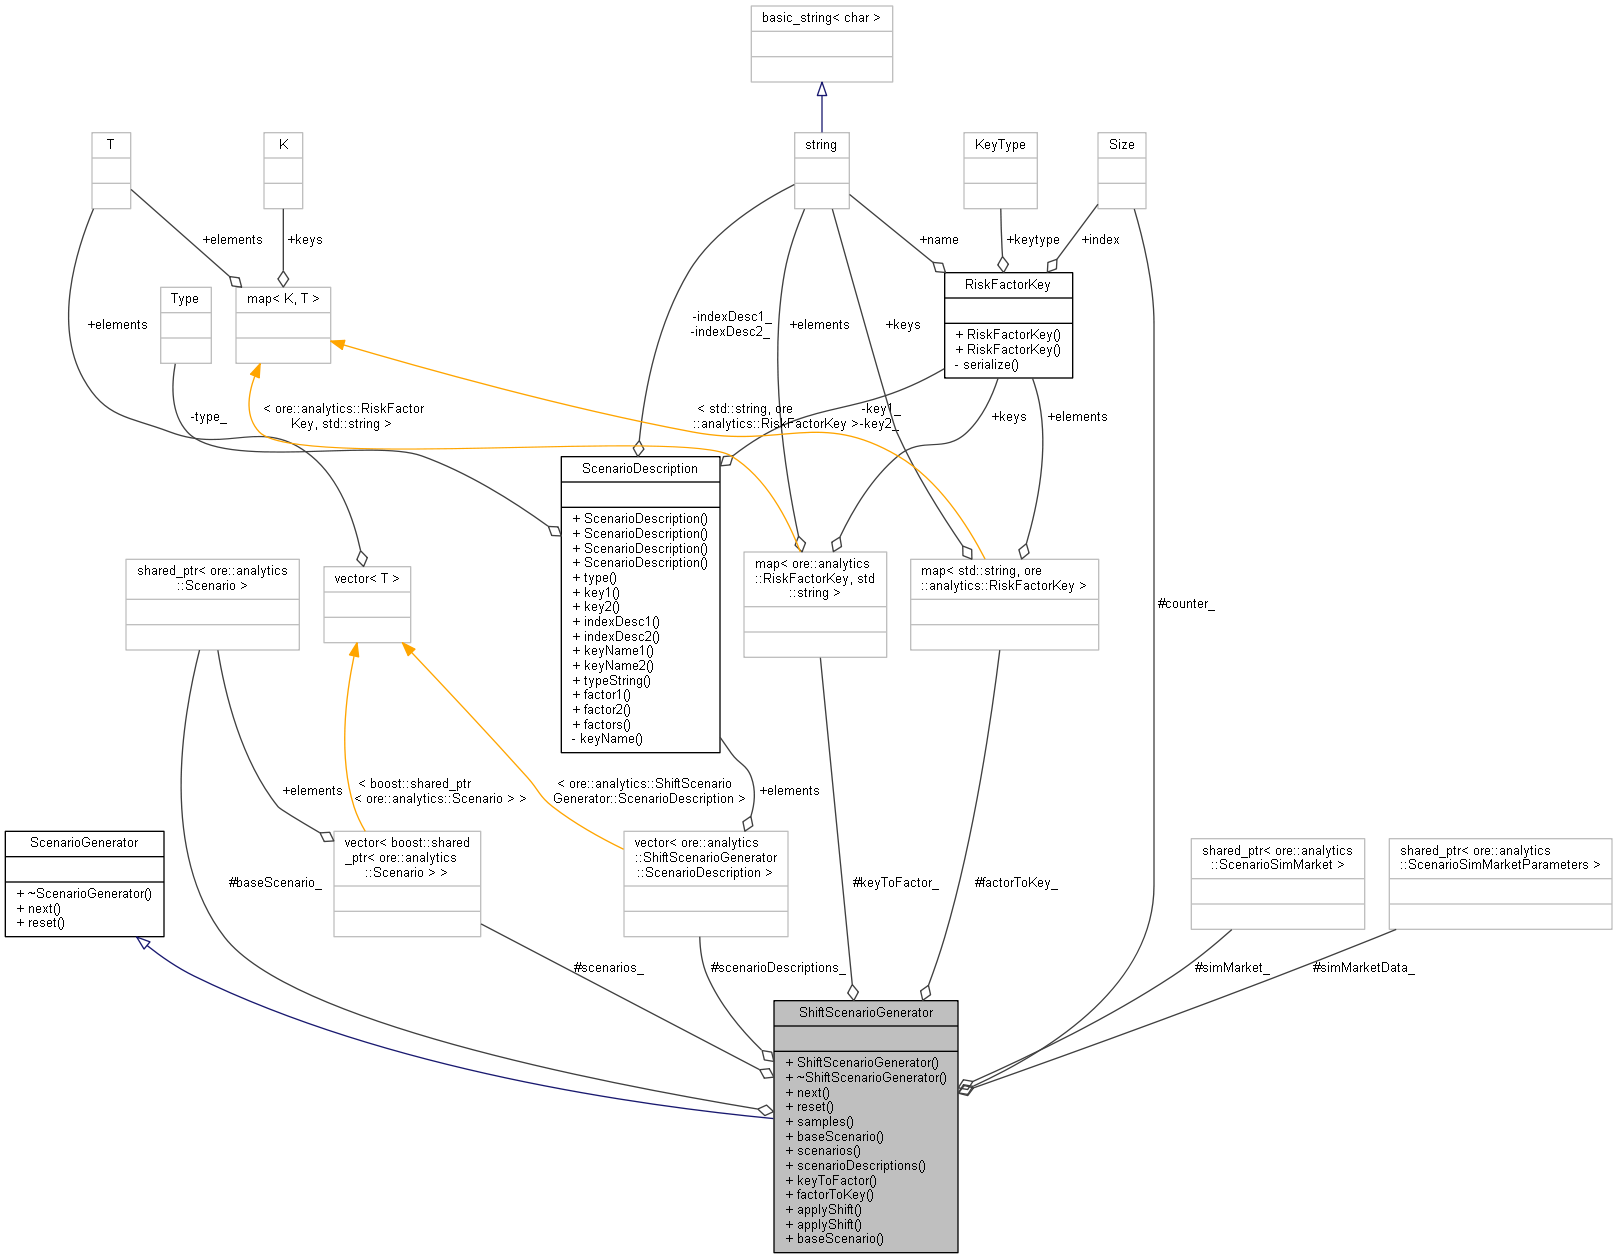 basic_string< char >
T
K
string
KeyType
Size
+elements
+keys
+name
+keytype
+index
RiskFactorKey
+ RiskFactorKey()
+ RiskFactorKey()
- serialize()
Type
map< K, T >
+elements
-indexDesc1_
-indexDesc2_
+elements
+keys
-type_
< ore::analytics::RiskFactor
Key, std::string >
< std::string, ore
::analytics::RiskFactorKey >
-key1_
-key2_
+keys
+elements
ScenarioDescription
+ ScenarioDescription()
+ ScenarioDescription()
+ ScenarioDescription()
+ ScenarioDescription()
+ type()
+ key1()
+ key2()
+ indexDesc1()
+ indexDesc2()
+ keyName1()
+ keyName2()
+ typeString()
+ factor1()
+ factor2()
+ factors()
- keyName()
shared_ptr< ore::analytics
::Scenario >
vector< T >
map< ore::analytics
::RiskFactorKey, std
::string >
map< std::string, ore
::analytics::RiskFactorKey >
#counter_
+elements
< boost::shared_ptr
< ore::analytics::Scenario > >
< ore::analytics::ShiftScenario
Generator::ScenarioDescription >
+elements
ScenarioGenerator
+ ~ScenarioGenerator()
+ next()
+ reset()
#baseScenario_
vector< boost::shared
_ptr< ore::analytics
::Scenario > >
vector< ore::analytics
::ShiftScenarioGenerator
::ScenarioDescription >
#keyToFactor_
#factorToKey_
shared_ptr< ore::analytics
::ScenarioSimMarket >
shared_ptr< ore::analytics
::ScenarioSimMarketParameters >
#scenarios_
#scenarioDescriptions_
#simMarket_
#simMarketData_
ShiftScenarioGenerator
+ ShiftScenarioGenerator()
+ ~ShiftScenarioGenerator()
+ next()
+ reset()
+ samples()
+ baseScenario()
+ scenarios()
+ scenarioDescriptions()
+ keyToFactor()
+ factorToKey()
+ applyShift()
+ applyShift()
+ baseScenario()